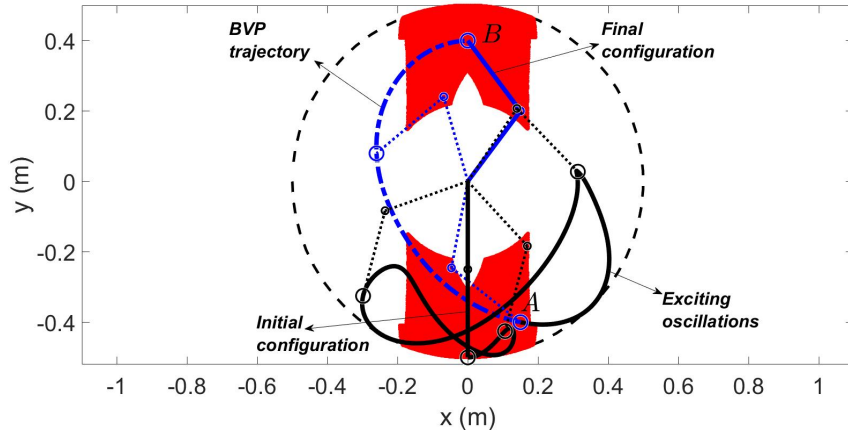 BVP
trajectory
B
Final
configuration
0.4
0.2
0
-0.2
-0.4
y (m)
A
Initial
configuration
Exciting
oscillations
-1 -0.8 -0.6 -0.4 -0.2 0 0.2 0.4 0.6 0.8 1
x (m)